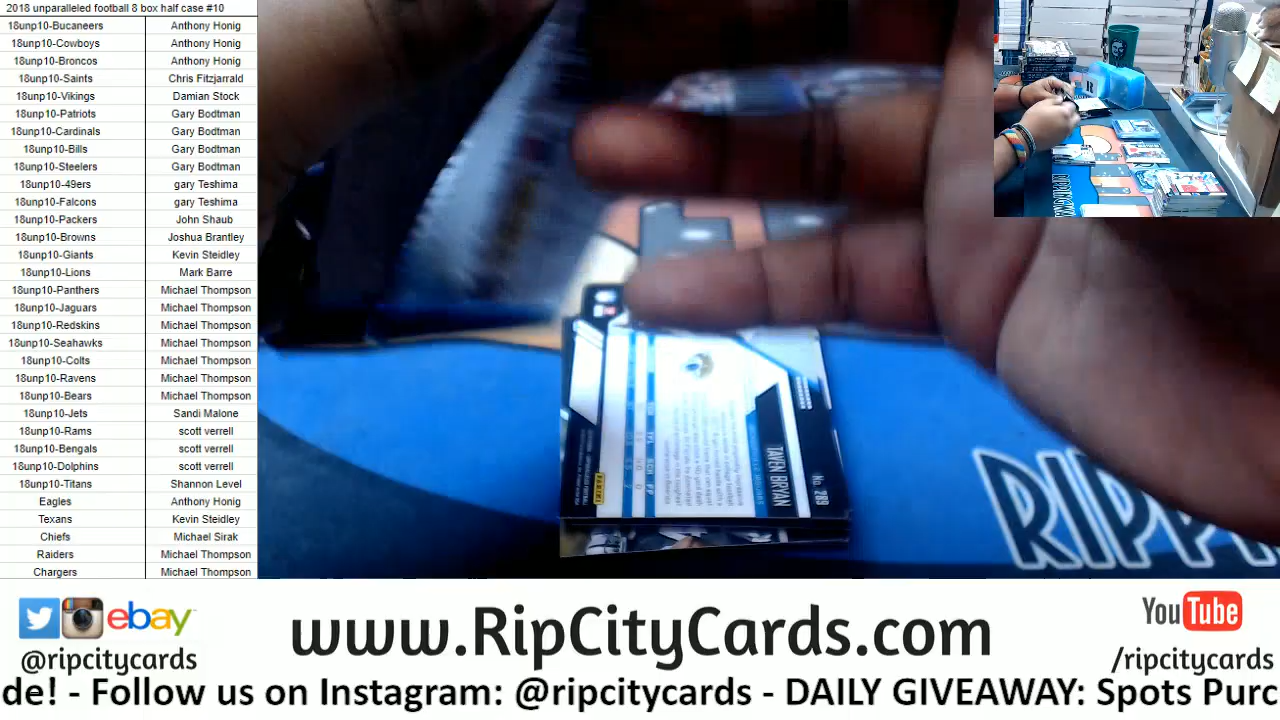 2018 unparalleled football 8 box half case #10
18unp10-Bucaneers Anthony Honig
18unp10-Cowboys Anthony Honig
18unp10-Broncos Anthony Honig
18unp10-Saints Chris Fitzjarrald
18unp10-Vikings Damian Stock
18unp10-Patriots Gary Bodtman
18unp10-Cardinals Gary Bodtman
18unp10-Bills Gary Bodtman
18unp10-Steelers Gary Bodtman
18unp10-49ers gary Teshima
18unp10-Falcons gary Teshima
18unp10-Packers John Shaub
18unp10-Browns Joshua Brantley
18unp10-Giants Kevin Steidley
18unp10-Lions Mark Barre
18unp10-Panthers Michael Thompson
18unp10-Jaguars Michael Thompson
18unp10-Redskins Michael Thompson
18unp10-Seahawks Michael Thompson
18unp10-Colts Michael Thompson
18unp10-Ravens Michael Thompson
18unp10-Bears Michael Thompson
18unp10-Jets Sandi Malone
18unp10-Rams scott verrell
18unp10-Bengals scott verrell
18unp10-Dolphins scott verrell
18unp10-Titans Shannon Level
Eagles Anthony Honig
Texans Kevin Steidley
Chiefs Michael Sirak
Raiders Michael Thompson
Chargers Michael Thompson
No. 289
TAVEN BRYAN
PANINI
RIPPI
ebay
@ripcitycards
www.RipCityCards.com
YouTube
/ripcitycards
de! - Follow us on Instagram: @ripcitycards - DAILY GIVEAWAY: Spots Purc